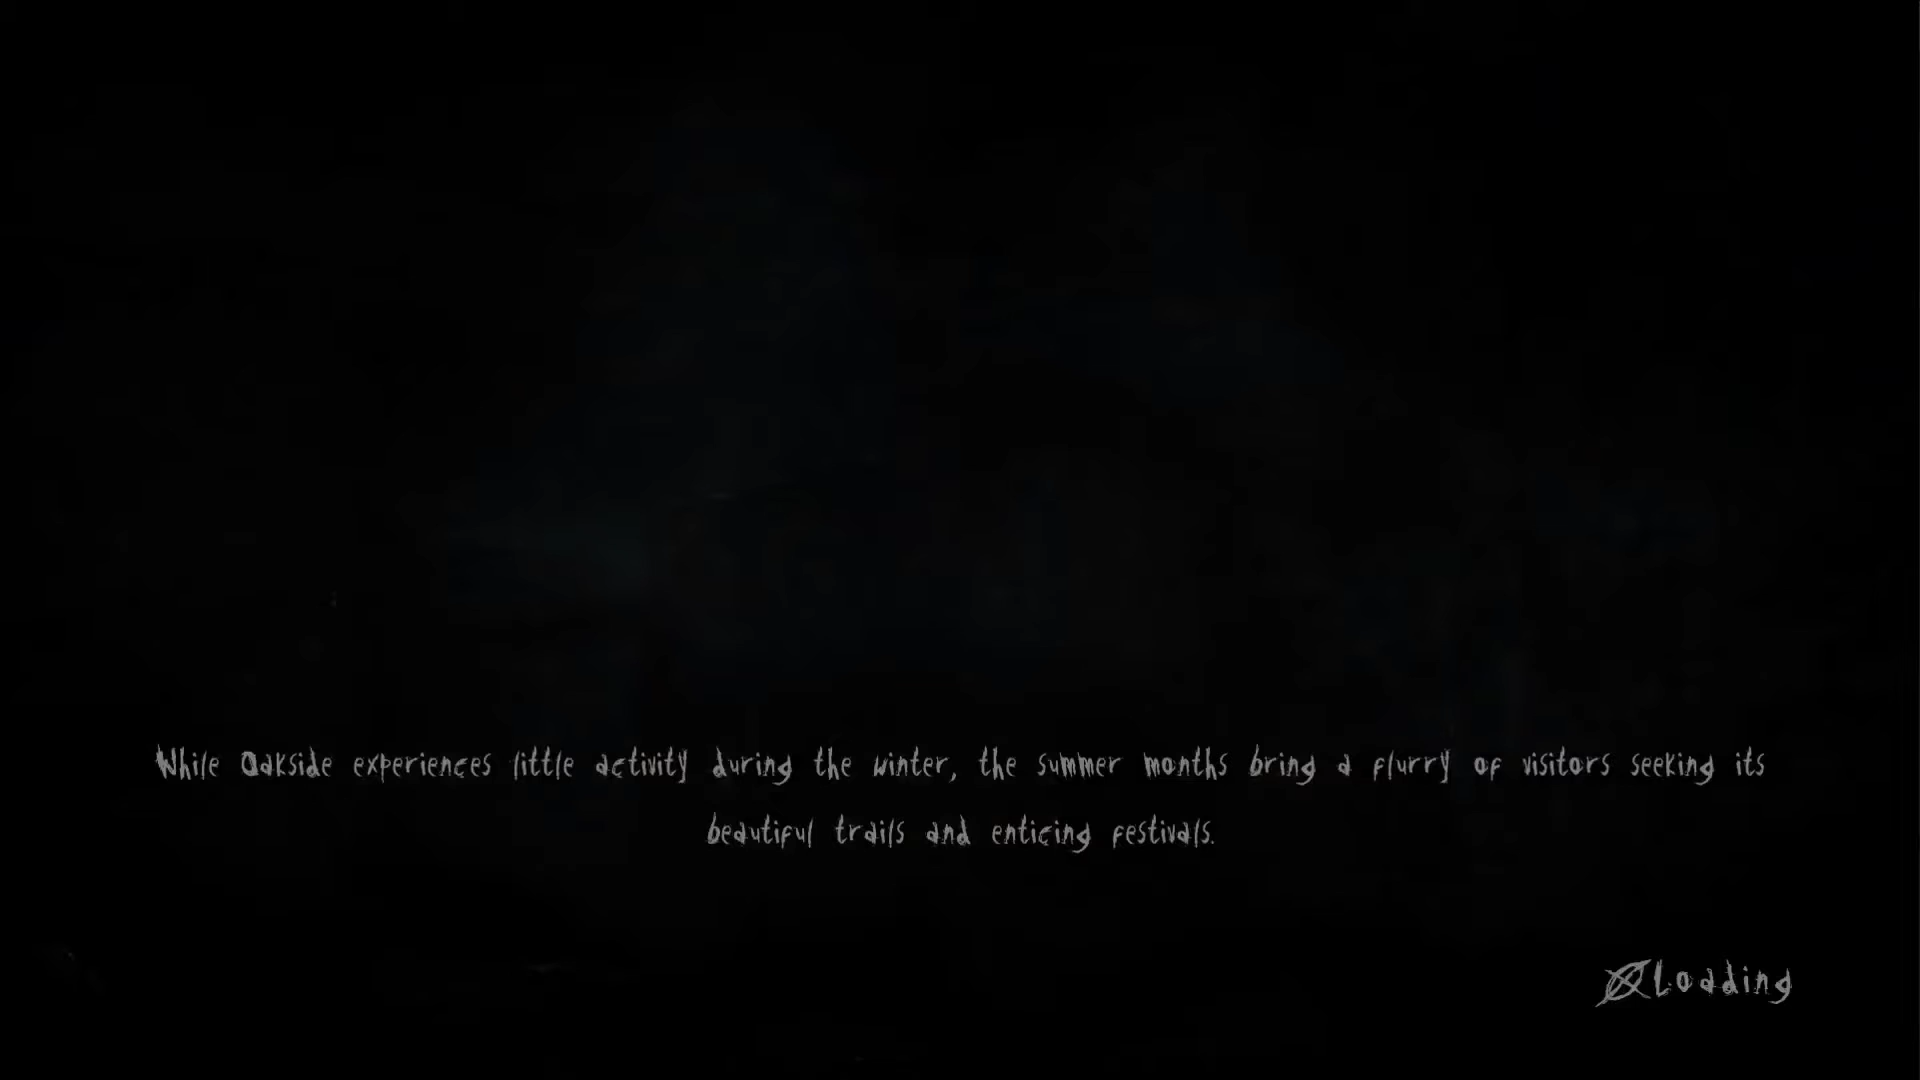 While Oakside experiences little activity during the winter, the summer months bring a flurry of visitors seeking its
beautiful trails and enticing festivals.
Loading